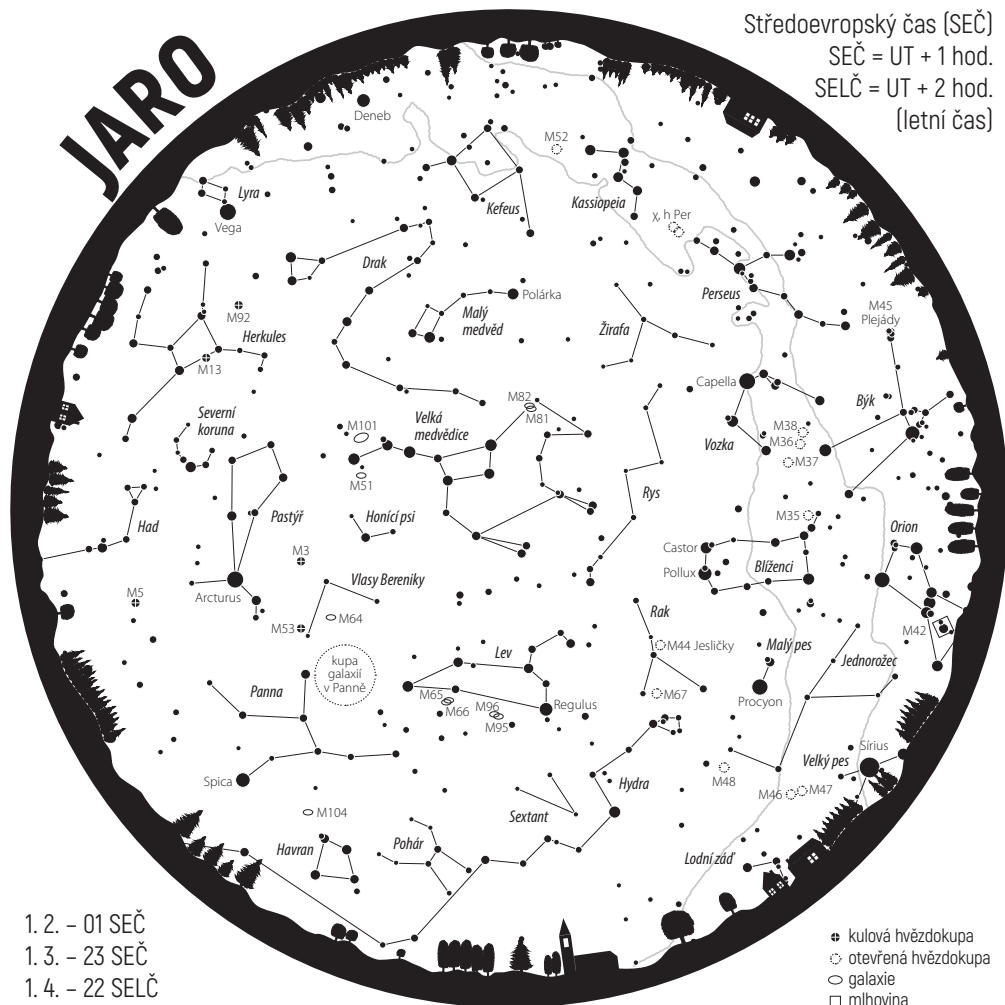 JARO
Středoevropský čas (SEČ)
SEČ = UT + 1 hod.
SELČ = UT + 2 hod.
(letní čas)
Deneb
M52
Lyra
Vega
Kefeus
Kassiopeia
χ, h Per
Drak
Polárka
Perseus
M45
Plejády
M92
Malý
medvěd
Žirafa
Herkules
M13
Capella
Severní
koruna
M101
Velká
medvědice
M82
M81
Býk
Vozka
M38
M36
M37
M51
Rys
Had
Pastýř
Honící psi
M35
Orion
M3
Castor
Pollux
Blíženci
Arcturus
Vlasy Bereniky
M5
M53
M64
Rak
M42
kupa
galaxií
v Panně
Lev
M44 Jesličky
Malý pes
Jednorožec
Panna
M65
M66
M96
M95
Regulus
M67
Procyon
Spica
Hydra
M48
Velký pes
Sírius
M46
M47
M104
Sextant
Havran
Pohár
Lodní záď
1. 2. – 01 SEČ
1. 3. – 23 SEČ
1. 4. – 22 SELČ
kulová hvězdokupa
otevřená hvězdokupa
galaxie
mlhovina